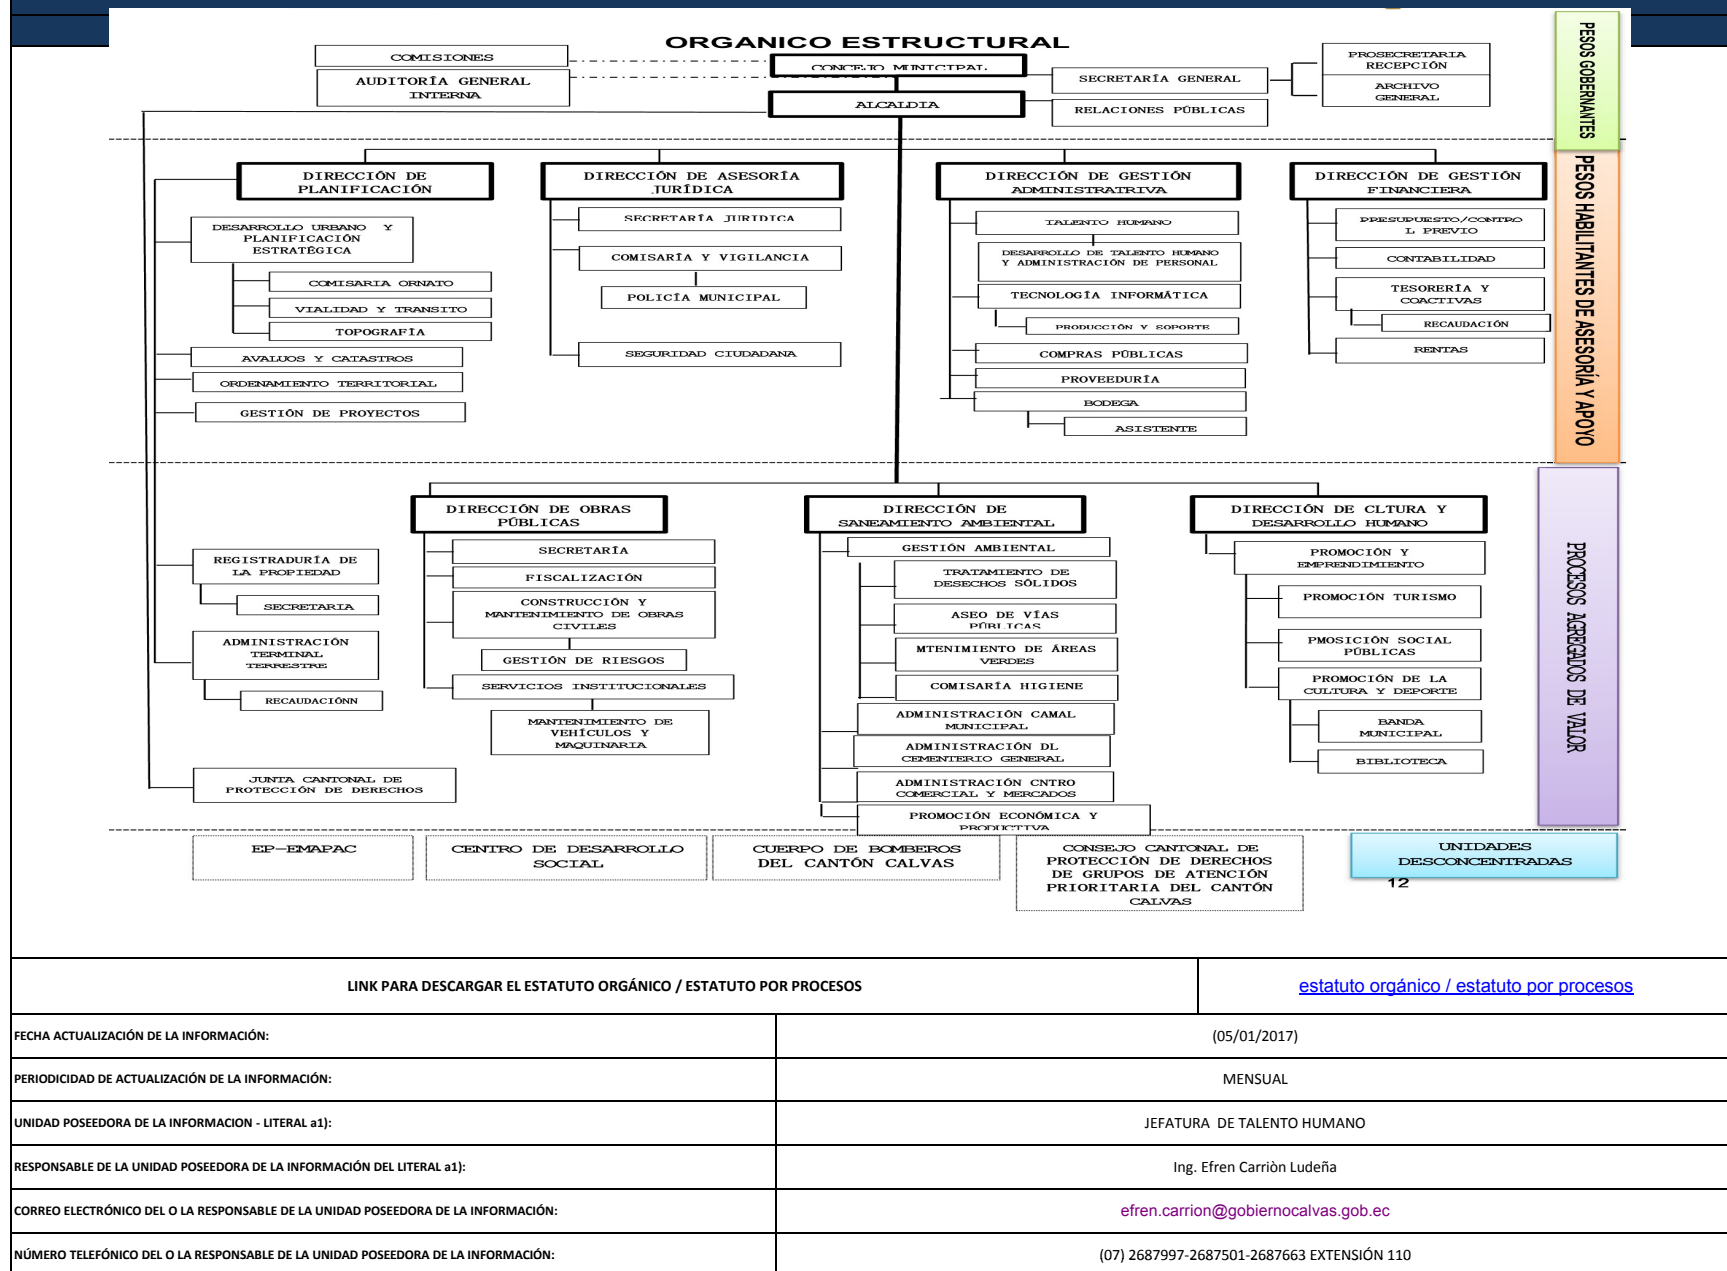 ORGANICO ESTRUCTURAL
COMISIONES
AUDITORÍA GENERAL
INTERNA
CONCEJO MUNICIPAL
ALCALDIA
SECRETARÍA GENERAL
RELACIONES PÚBLICAS
PROSECRETARIA
RECEPCIÓN
ARCHIVO
GENERAL
PESOS GOBERNANTES
DIRECCIÓN DE
PLANIFICACIÓN
DESARROLLO URBANO Y
PLANIFICACIÓN
ESTRATÉGICA
COMISARIA ORNATO
VIALIDAD Y TRANSITO
TOPOGRAFÍA
AVALUOS Y CATASTROS
ORDENAMIENTO TERRITORIAL
GESTIÓN DE PROYECTOS
DIRECCIÓN DE ASESORÍA
JURÍDICA
SECRETARÍA JURIDICA
COMISARÍA Y VIGILANCIA
POLICÍA MUNICIPAL
SEGURIDAD CIUDADANA
DIRECCIÓN DE GESTIÓN
ADMINISTRATRIVA
TALENTO HUMANO
DESARROLLO DE TALENTO HUMANO
Y ADMINISTRACIÓN DE PERSONAL
TECNOLOGÍA INFORMÁTICA
PRODUCCIÓN Y SOPORTE
COMPRAS PÚBLICAS
PROVEEDURÍA
BODEGA
ASISTENTE
DIRECCIÓN DE GESTIÓN
FINANCIERA
PRESUPUESTO/CONTRO
L PREVIO
CONTABILIDAD
TESORERÍA Y
COACTIVAS
RECAUDACIÓN
RENTAS
PESOS HABILITANTES DE ASESORÍA Y APOYO
REGISTRADURÍA DE
LA PROPIEDAD
SECRETARIA
ADMINISTRACIÓN
TERMINAL
TERRESTRE
RECAUDACIÓNN
JUNTA CANTONAL DE
PROTECCIÓN DE DERECHOS
DIRECCIÓN DE OBRAS
PÚBLICAS
SECRETARÍA
FISCALIZACIÓN
CONSTRUCCIÓN Y
MANTENIMIENTO DE OBRAS
CIVILES
GESTIÓN DE RIESGOS
SERVICIOS INSTITUCIONALES
MANTENIMIENTO DE
VEHÍCULOS Y
MAQUINARIA
DIRECCIÓN DE
SANEAMIENTO AMBIENTAL
GESTIÓN AMBIENTAL
TRATAMIENTO DE
DESECHOS SÓLIDOS
ASEO DE VÍAS
PÚBLICAS
MTENIMIENTO DE ÁREAS
VERDES
COMISARÍA HIGIENE
ADMINISTRACIÓN CAMAL
MUNICIPAL
ADMINISTRACIÓN DL
CEMENTERIO GENERAL
ADMINISTRACIÓN CNTRO
COMERCIAL Y MERCADOS
PROMOCIÓN ECONÓMICA Y
PRODUCTIVA
DIRECCIÓN DE CLTURA Y
DESARROLLO HUMANO
PROMOCIÓN Y
EMPRENDIMIENTO
PROMOCIÓN TURISMO
PMOSICIÓN SOCIAL
PÚBLICAS
PROMOCIÓN DE LA
CULTURA Y DEPORTE
BANDA
MUNICIPAL
BIBLIOTECA
PROCESOS AGREGADOS DE VALOR
EP-EMAPAC
CENTRO DE DESARROLLO
SOCIAL
CUERPO DE BOMBEROS
DEL CANTÓN CALVAS
CONSEJO CANTONAL DE
PROTECCIÓN DE DERECHOS
DE GRUPOS DE ATENCIÓN
PRIORITARIA DEL CANTÓN
CALVAS
UNIDADES
DESCONCENTRADAS
12
LINK PARA DESCARGAR EL ESTATUTO ORGÁNICO / ESTATUTO POR PROCESOS
estatuto orgánico / estatuto por procesos
FECHA ACTUALIZACIÓN DE LA INFORMACIÓN:
(05/01/2017)
PERIODICIDAD DE ACTUALIZACIÓN DE LA INFORMACIÓN:
MENSUAL
UNIDAD POSEEDORA DE LA INFORMACION - LITERAL a1):
JEFATURA DE TALENTO HUMANO
RESPONSABLE DE LA UNIDAD POSEEDORA DE LA INFORMACIÓN DEL LITERAL a1):
Ing. Efren Carriòn Ludeña
CORREO ELECTRÓNICO DEL O LA RESPONSABLE DE LA UNIDAD POSEEDORA DE LA INFORMACIÓN:
efren.carrion@gobiernocalvas.gob.ec
NÚMERO TELEFÓNICO DEL O LA RESPONSABLE DE LA UNIDAD POSEEDORA DE LA INFORMACIÓN:
(07) 2687997-2687501-2687663 EXTENSIÓN 110